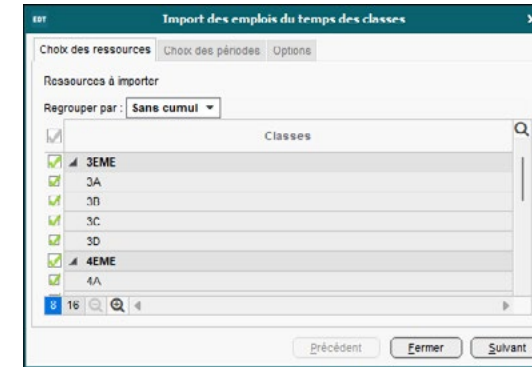 EDT Import des emplois du temps des classes
Choix des ressources Choix des périodes Options
Ressources à importer
Regrouper par : Sans cumul
Classes
3EME
3A
3B
3C
3D
4EME
4A
8 16
Précédent Fermer Suivant